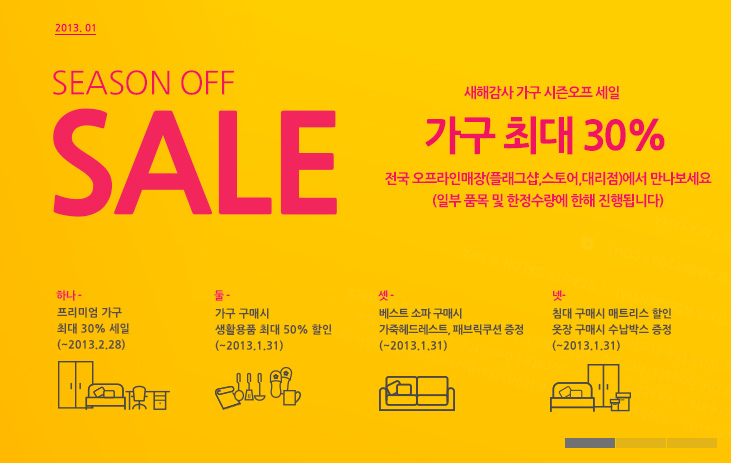 2013. 01
SEASON OFF
SALE
새해감사 가구 시즌오프 세일
가구 최대 30%
전국 오프라인매장(플래그샵,스토어,대리점)에서 만나보세요
(일부 품목 및 한정수량에 한해 진행됩니다)
하나 -
프리미엄 가구
최대 30% 세일
(~2013.2.28)
둘 -
가구 구매시
생활용품 최대 50% 할인
(~2013.1.31)
셋 -
베스트 소파 구매시
가죽헤드레스트, 패브릭쿠션 증정
(~2013.1.31)
넷-
침대 구매시 매트리스 할인
옷장 구매시 수납박스 증정
(~2013.1.31)